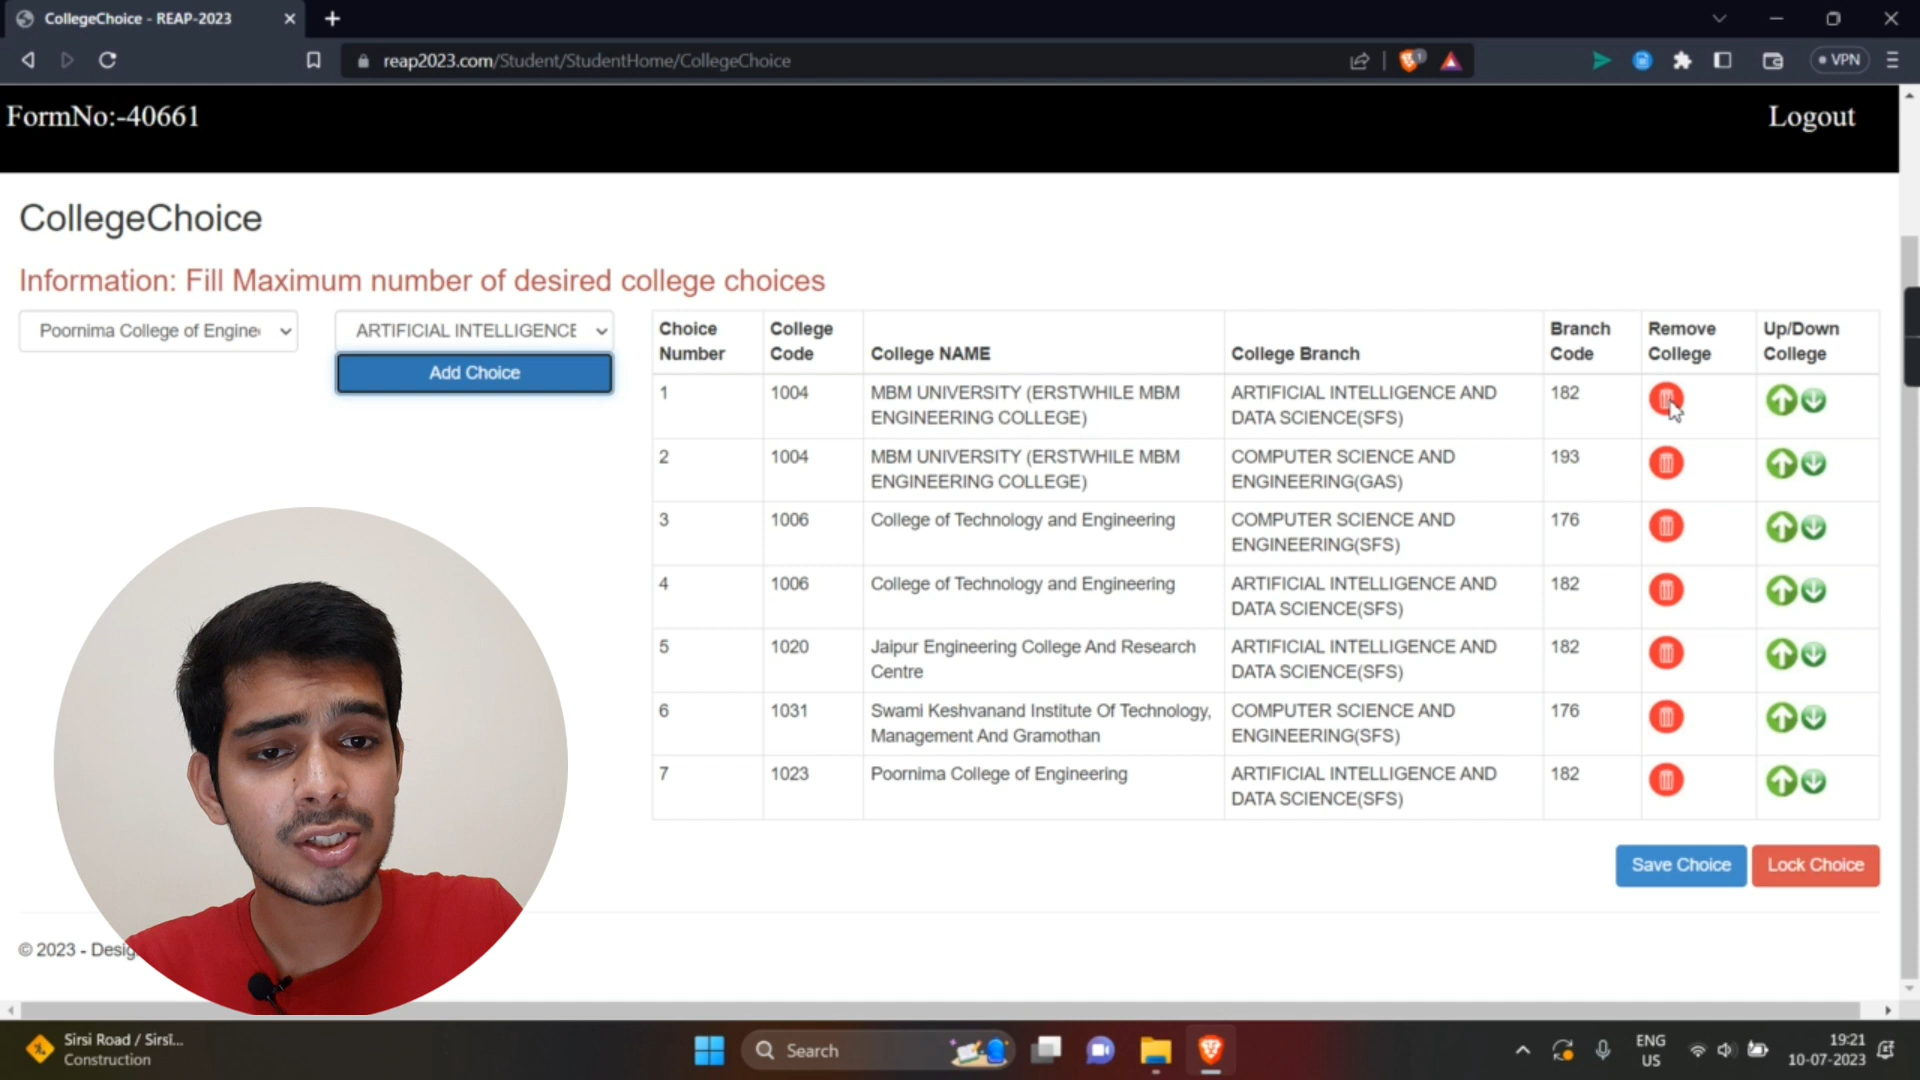 CollegeChoice - REAP-2023
reap2023.com/Student/StudentHome/CollegeChoice
VPN
FormNo:-40661
Logout
CollegeChoice
Information: Fill Maximum number of desired college choices
Poornima College of Engine
ARTIFICIAL INTELLIGENCE
Add Choice
Choice Number College Code College NAME College Branch Branch Code Remove College Up/Down College
1 1004 MBM UNIVERSITY (ERSTWHILE MBM ENGINEERING COLLEGE) ARTIFICIAL INTELLIGENCE AND DATA SCIENCE(SFS) 182
2 1004 MBM UNIVERSITY (ERSTWHILE MBM ENGINEERING COLLEGE) COMPUTER SCIENCE AND ENGINEERING(GAS) 193
3 1006 College of Technology and Engineering COMPUTER SCIENCE AND ENGINEERING(SFS) 176
4 1006 College of Technology and Engineering ARTIFICIAL INTELLIGENCE AND DATA SCIENCE(SFS) 182
5 1020 Jaipur Engineering College And Research Centre ARTIFICIAL INTELLIGENCE AND DATA SCIENCE(SFS) 182
6 1031 Swami Keshvanand Institute Of Technology, Management And Gramothan COMPUTER SCIENCE AND ENGINEERING(SFS) 176
7 1023 Poornima College of Engineering ARTIFICIAL INTELLIGENCE AND DATA SCIENCE(SFS) 182
Save Choice
Lock Choice
© 2023 - Desig
Sirsi Road / Sirsi...
Construction
Search
ENG
US
19:21
10-07-2023